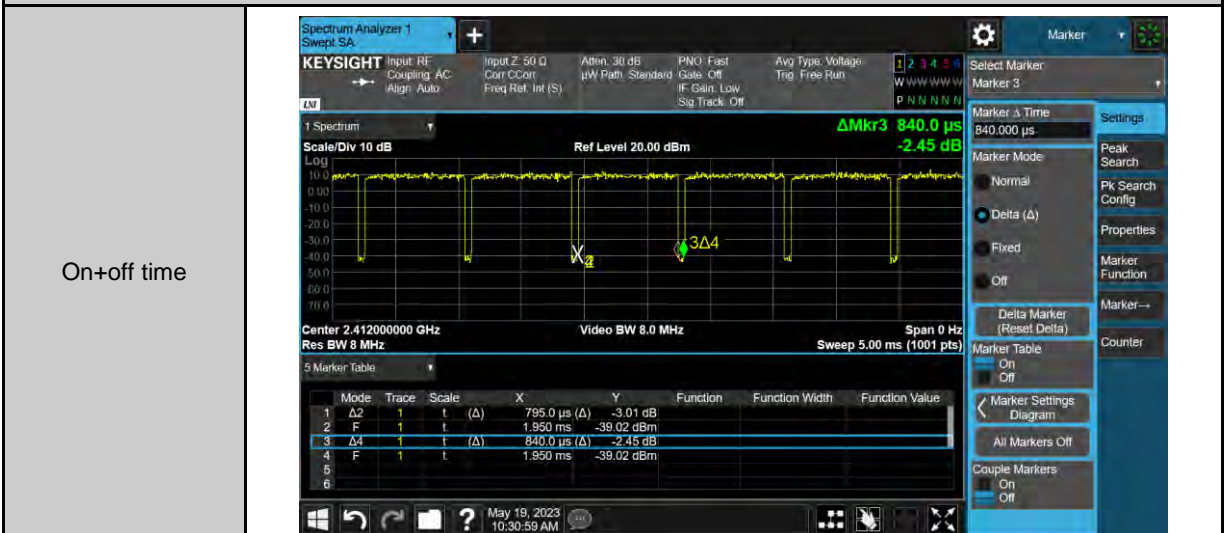 On+off time
Spectrum Analyzer 1
Swept SA
+
Marker
KEYSIGHT
Input: RF
Coupling: AC
Align: Auto
Input Z: 50 Ω
Corr CCorr
Freq Ref: Int (S)
Atten: 30 dB
µW Path: Standard
PNO: Fast
Gate: Off
IF Gain: Low
Sig Track: Off
Avg Type: Voltage
Trig: Free Run
1 2 3 4 5 6
W W W W W W
P N N N N N
LXI
1 Spectrum
ΔMkr3 840.0 µs
-2.45 dB
Scale/Div 10 dB
Ref Level 20.00 dBm
Log
10.0
0.00
-10.0
-20.0
-30.0
-40.0
-50.0
-60.0
-70.0
3Δ4
Center 2.412000000 GHz
Video BW 8.0 MHz
Span 0 Hz
Res BW 8 MHz
Sweep 5.00 ms (1001 pts)
5 Marker Table
Mode Trace Scale X Y Function Function Width Function Value
1 Δ2 1 t (Δ) 795.0 µs (Δ) -3.01 dB
2 F 1 t 1.950 ms -39.02 dBm
3 Δ4 1 t (Δ) 840.0 µs (Δ) -2.45 dB
4 F 1 t 1.950 ms -39.02 dBm
5
6
?
May 19, 2023
10:30:59 AM
Select Marker
Marker 3
Marker Δ Time
840.000 µs
Marker Mode
Normal
Delta (Δ)
Fixed
Off
Delta Marker
(Reset Delta)
Marker Table
On
Off
Marker Settings
Diagram
All Markers Off
Couple Markers
On
Off
Settings
Peak
Search
Pk Search
Config
Properties
Marker
Function
Marker→
Counter